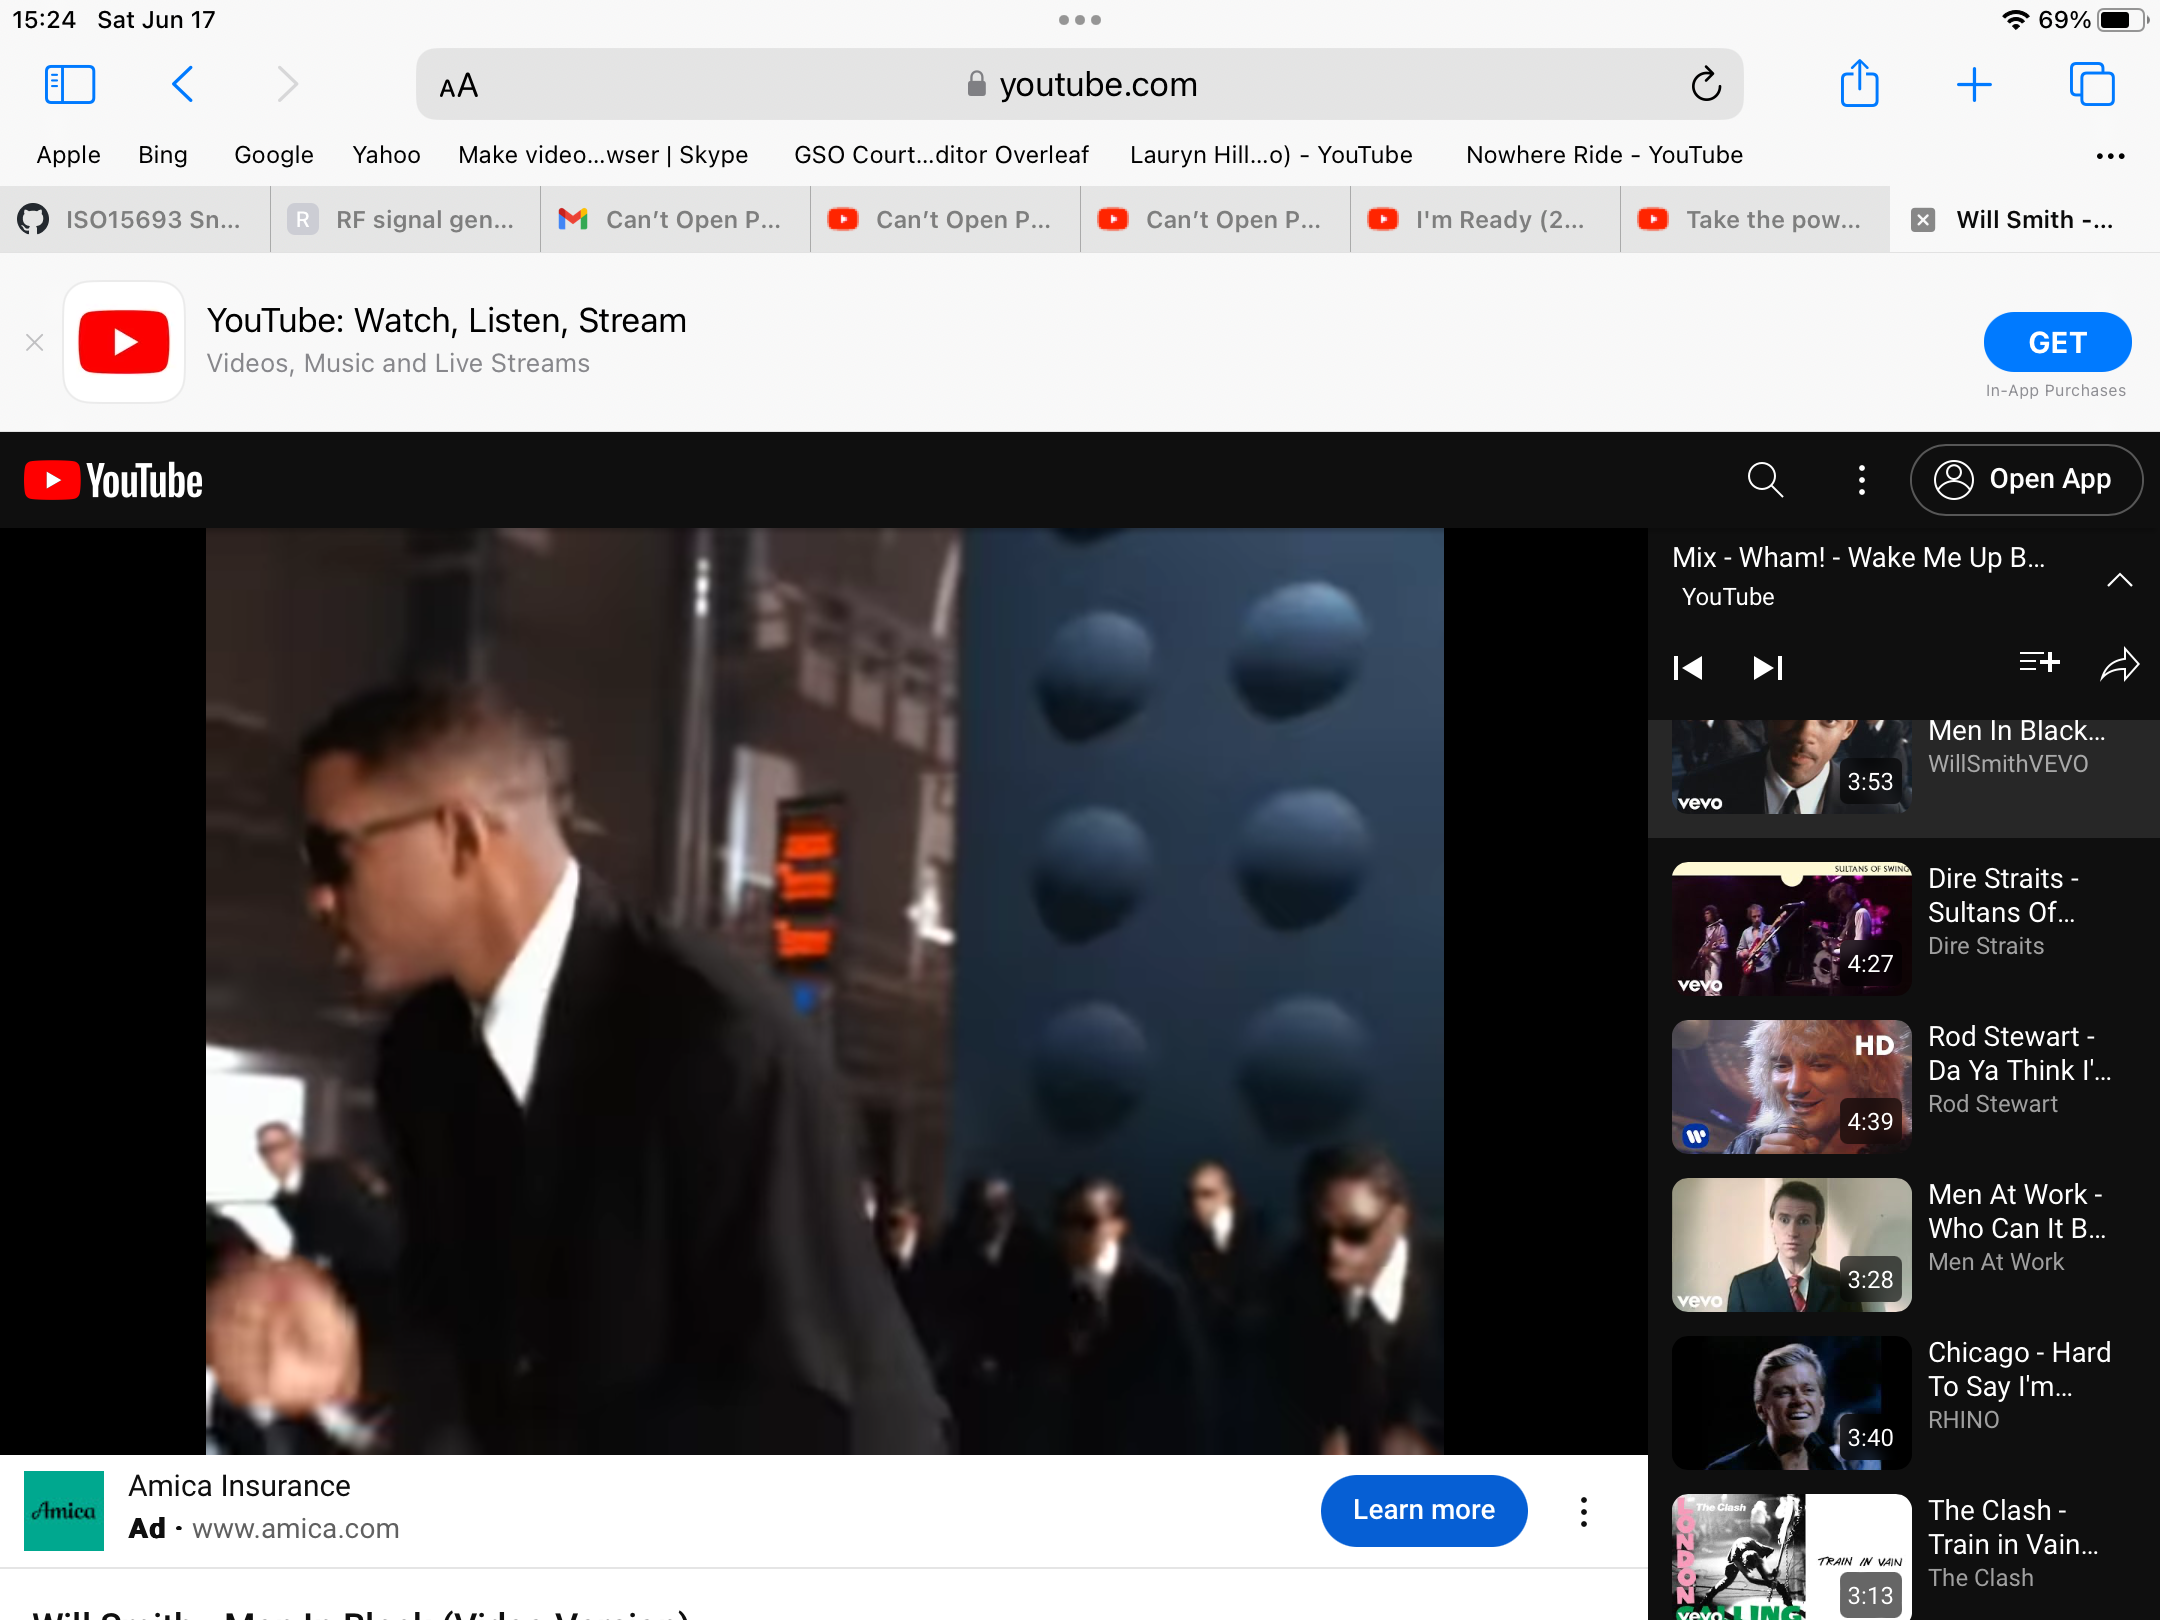 15:24 Sat Jun 17
69%
AA
youtube.com
Apple Bing Google Yahoo Make video...wser | Skype GSO Court...ditor Overleaf Lauryn Hill...o) - YouTube Nowhere Ride - YouTube
ISO15693 Sn... R RF signal gen... Can’t Open P... Can’t Open P... Can’t Open P... I'm Ready (2... Take the pow... Will Smith -...
YouTube: Watch, Listen, Stream
Videos, Music and Live Streams
GET
In-App Purchases
YouTube
Open App
Mix - Wham! - Wake Me Up B...
YouTube
Men In Black...
WillSmithVEVO
3:53
vevo
SULTANS OF SWING
Dire Straits -
Sultans Of...
Dire Straits
4:27
vevo
HD
Rod Stewart -
Da Ya Think I'...
Rod Stewart
4:39
Men At Work -
Who Can It B...
Men At Work
3:28
vevo
Chicago - Hard
To Say I'm...
RHINO
3:40
The Clash
LONDON
CALLING
TRAIN IN VAIN
The Clash -
Train in Vain...
The Clash
3:13
vevo
Amica
Amica Insurance
Ad · www.amica.com
Learn more
Will Smith - Men In Black (Video Version)